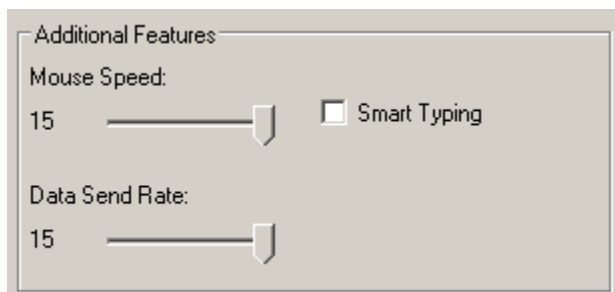 Additional Features
Mouse Speed:
15
Smart Typing
Data Send Rate:
15